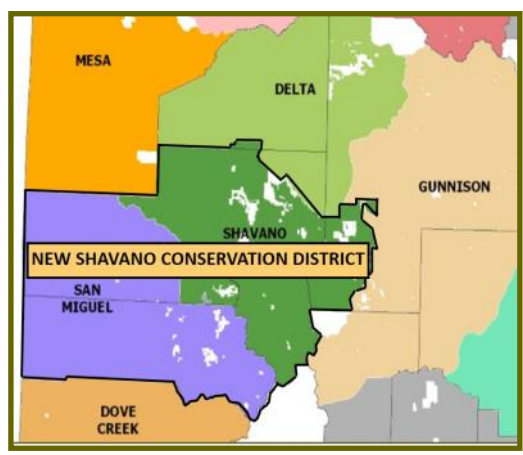 MESA
DELTA
GUNNISON
SHAVANO
NEW SHAVANO CONSERVATION DISTRICT
SAN
MIGUEL
DOVE
CREEK